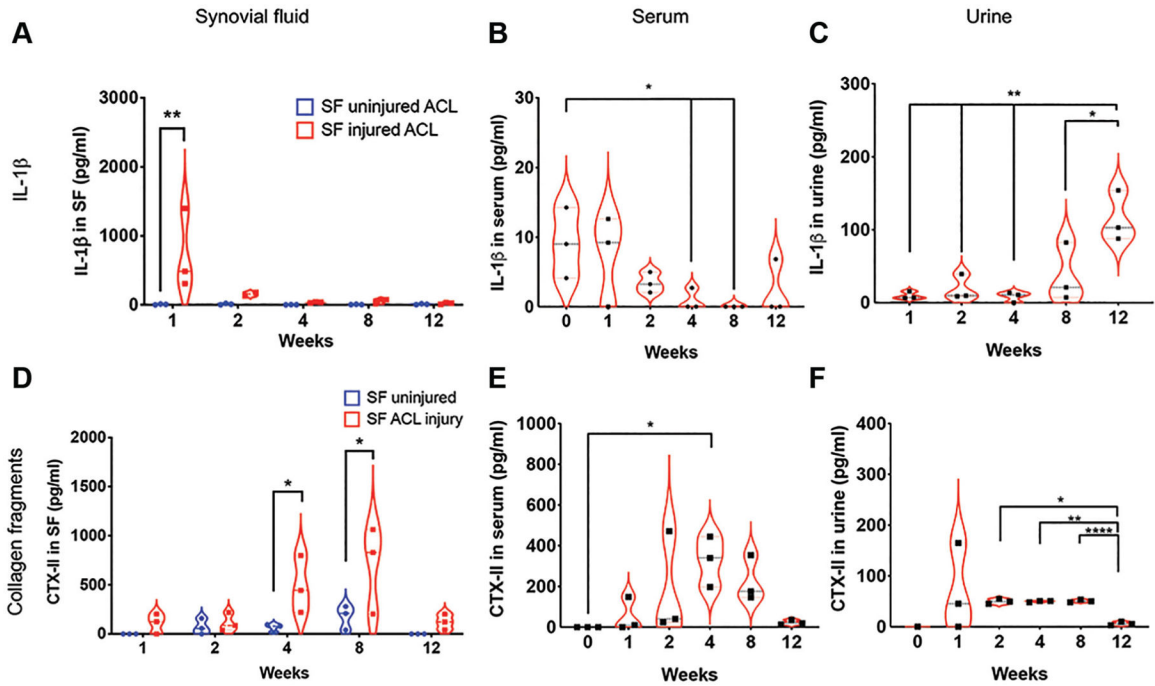 Synovial fluid
Serum
Urine
A
B
C
IL-1β
IL-1β in SF (pg/ml)
3000
2000
1000
0
**
SF uninjured ACL
SF injured ACL
1 2 4 8 12
Weeks
IL-1β in serum (pg/ml)
30
20
10
0
*
0 1 2 4 8 12
Weeks
IL-1β in urine (pg/ml)
300
200
100
0
**
*
1 2 4 8 12
Weeks
D
E
F
Collagen fragments
CTX-II in SF (pg/ml)
2000
1500
1000
500
0
SF uninjured
SF ACL injury
*
*
1 2 4 8 12
Weeks
CTX-II in serum (pg/ml)
1000
800
600
400
200
0
*
0 1 2 4 8 12
Weeks
CTX-II in urine (pg/ml)
400
300
200
100
0
*
**
****
0 1 2 4 8 12
Weeks